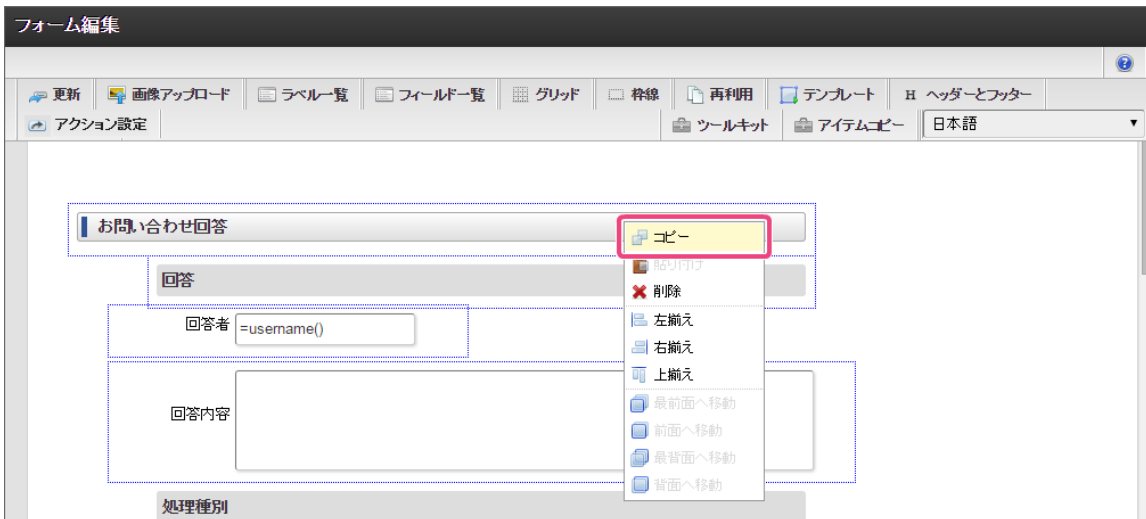 フォーム編集
更新 画像アップロード ラベル一覧 フィールド一覧 グリッド 枠線 再利用 テンプレート H ヘッダーとフッター
アクション設定 ツールキット アイテムコピー 日本語
お問い合わせ回答
コピー
貼り付け
回答
削除
回答者 =username()
左揃え
右揃え
上揃え
最前面へ移動
回答内容
前面へ移動
最背面へ移動
背面へ移動
処理種別